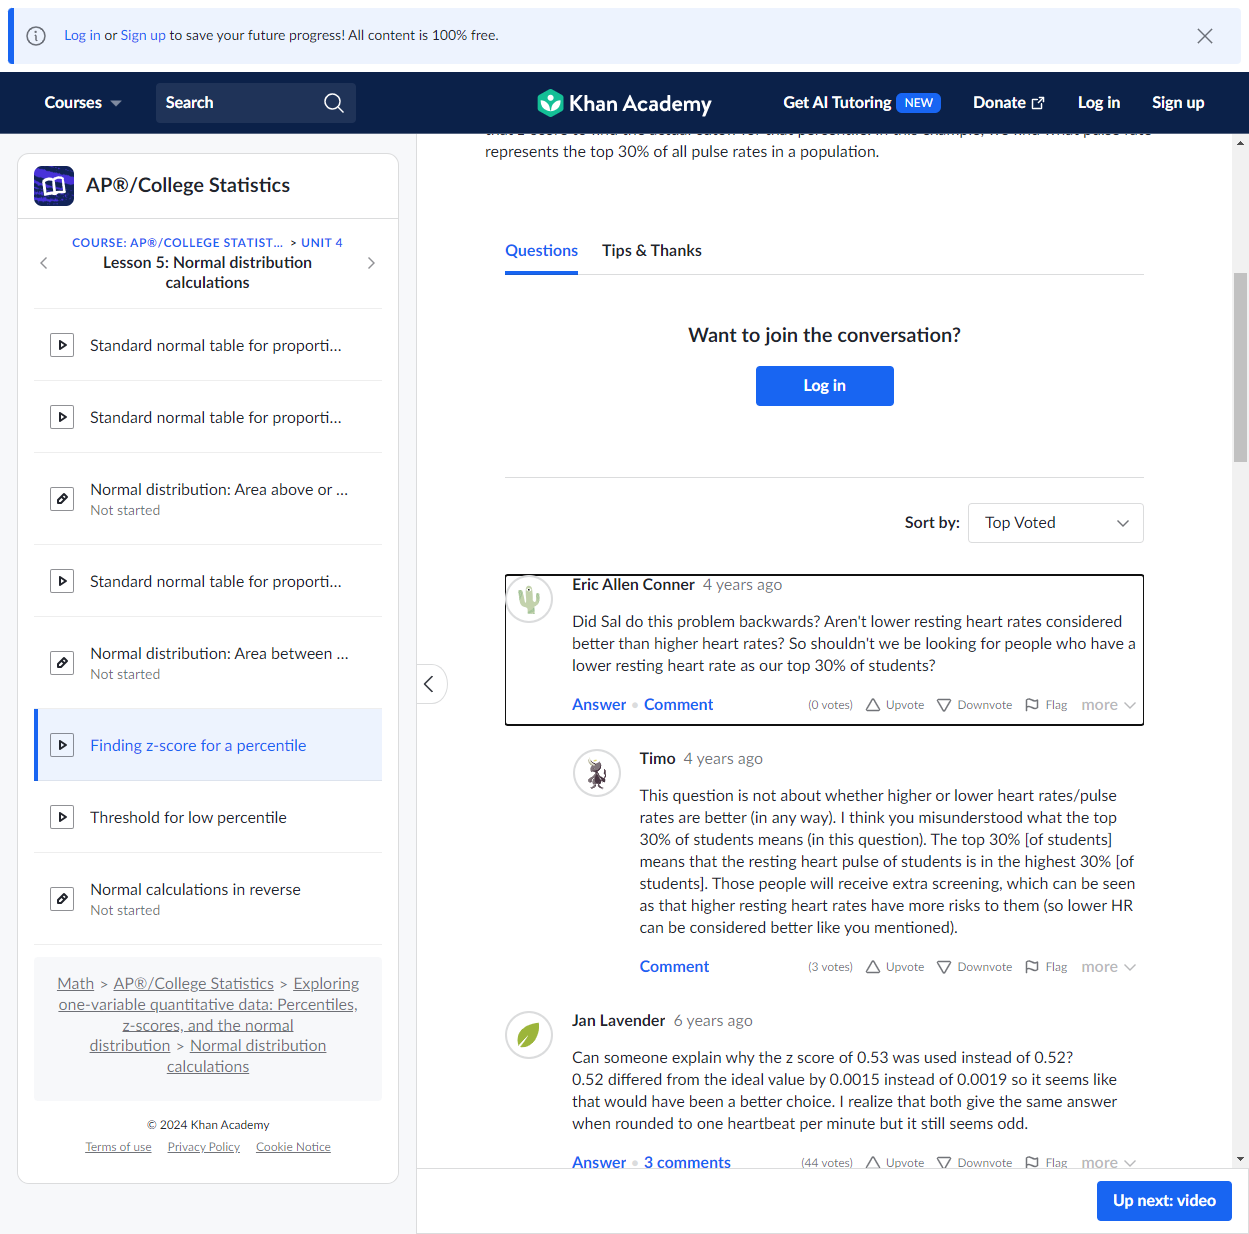 Log in or Sign up to save your future progress! All content is 100% free.
Courses
Search
Khan Academy
Get AI Tutoring NEW
Donate
Log in
Sign up
AP®/College Statistics
COURSE: AP®/COLLEGE STATIST... > UNIT 4
Lesson 5: Normal distribution
calculations
Standard normal table for proporti...
Standard normal table for proporti...
Normal distribution: Area above or ...
Not started
Standard normal table for proporti...
Normal distribution: Area between ...
Not started
Finding z-score for a percentile
Threshold for low percentile
Normal calculations in reverse
Not started
Math > AP®/College Statistics > Exploring
one-variable quantitative data: Percentiles,
z-scores, and the normal
distribution > Normal distribution
calculations
© 2024 Khan Academy
Terms of use Privacy Policy Cookie Notice
represents the top 30% of all pulse rates in a population.
Questions Tips & Thanks
Want to join the conversation?
Log in
Sort by: Top Voted
Eric Allen Conner 4 years ago
Did Sal do this problem backwards? Aren't lower resting heart rates considered
better than higher heart rates? So shouldn't we be looking for people who have a
lower resting heart rate as our top 30% of students?
Answer • Comment (0 votes) Upvote Downvote Flag more
Timo 4 years ago
This question is not about whether higher or lower heart rates/pulse
rates are better (in any way). I think you misunderstood what the top
30% of students means (in this question). The top 30% [of students]
means that the resting heart pulse of students is in the highest 30% [of
students]. Those people will receive extra screening, which can be seen
as that higher resting heart rates have more risks to them (so lower HR
can be considered better like you mentioned).
Comment (3 votes) Upvote Downvote Flag more
Jan Lavender 6 years ago
Can someone explain why the z score of 0.53 was used instead of 0.52?
0.52 differed from the ideal value by 0.0015 instead of 0.0019 so it seems like
that would have been a better choice. I realize that both give the same answer
when rounded to one heartbeat per minute but it still seems odd.
Answer • 3 comments (44 votes) Upvote Downvote Flag more
Up next: video